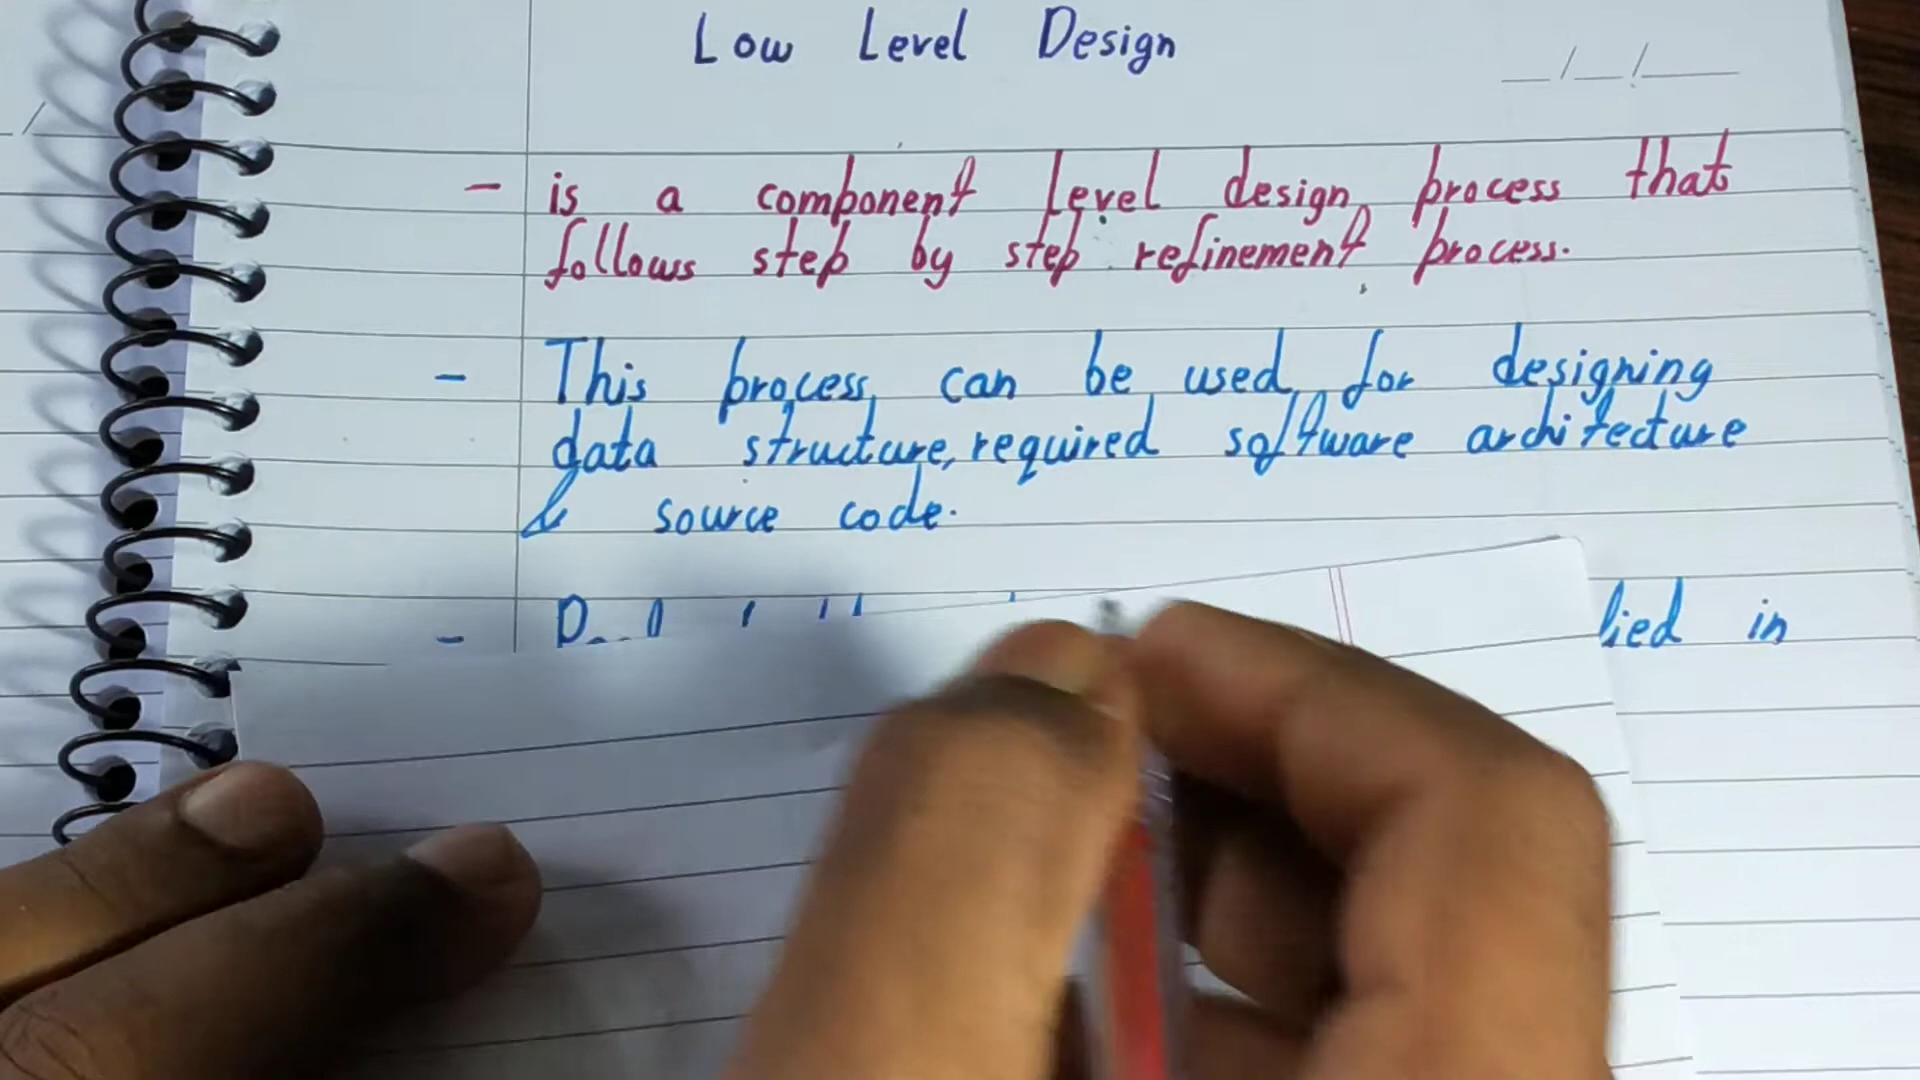 Low Level Design
- is a component level design process that
follows step by step refinement process.
- This process can be used for designing
data structure, required software architecture
& source code.
- in